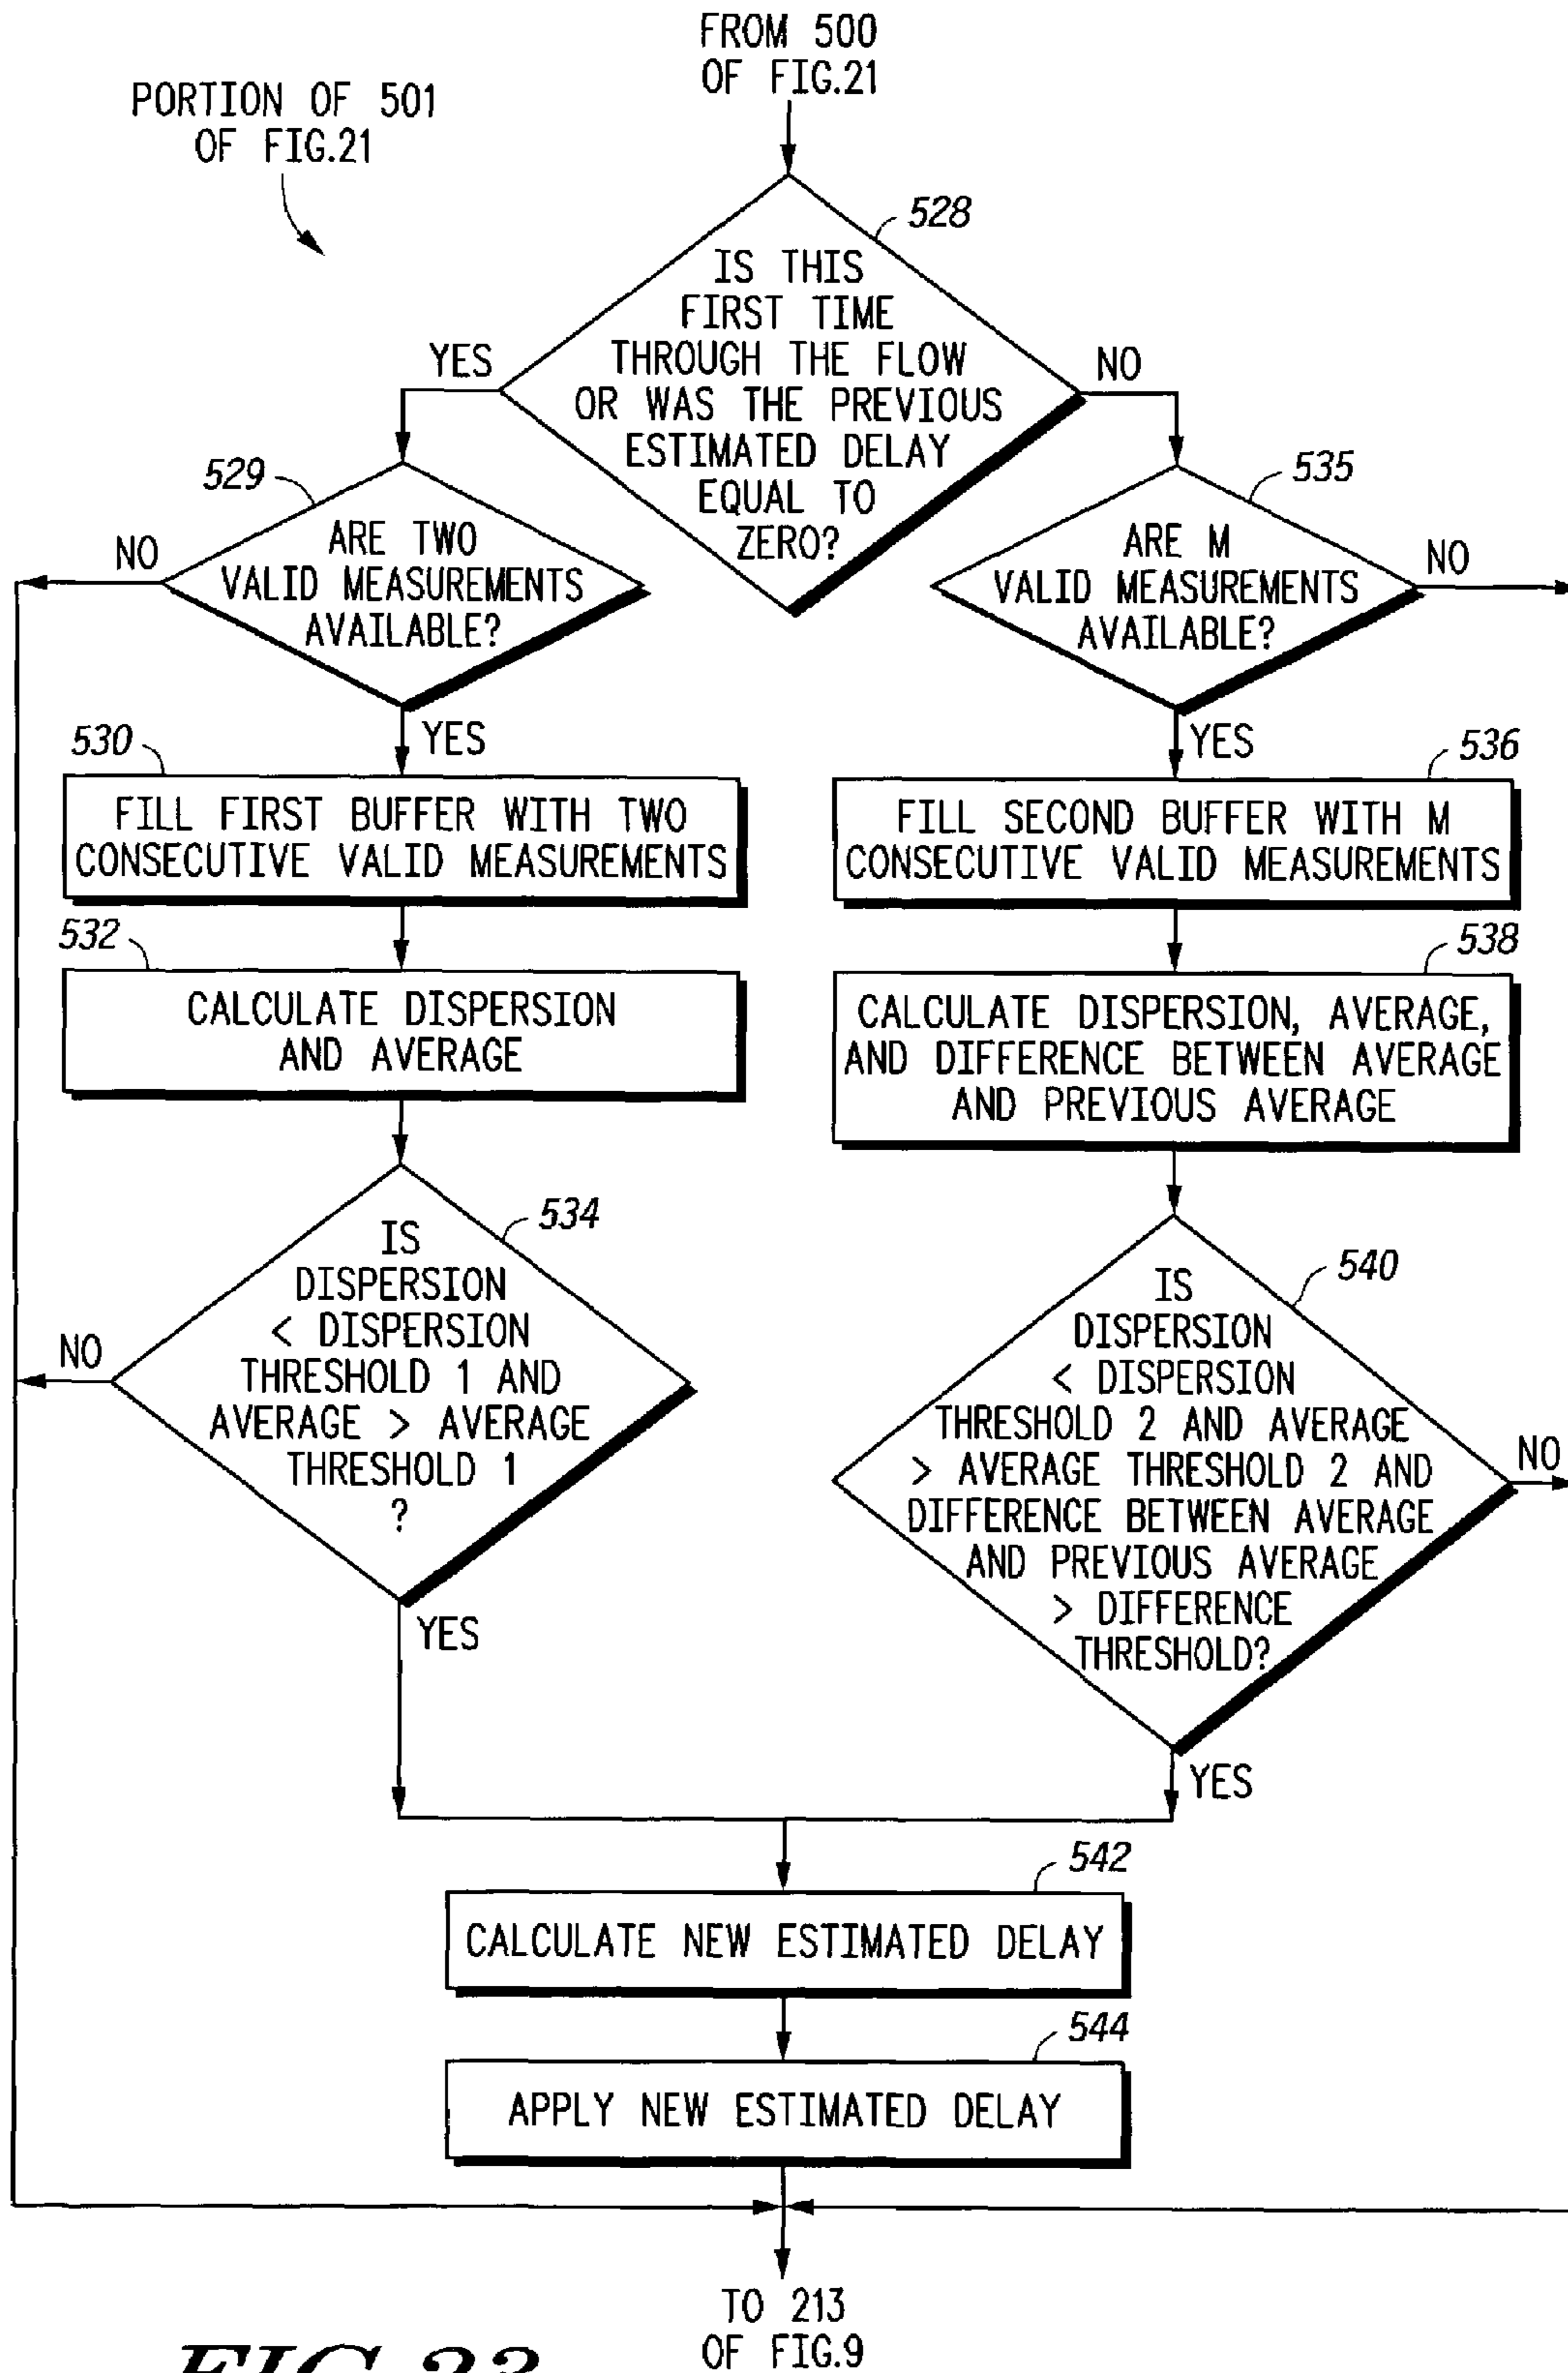 FROM 500
OF FIG.21
PORTION OF 501
OF FIG.21
528
IS THIS
FIRST TIME
THROUGH THE FLOW
OR WAS THE PREVIOUS
ESTIMATED DELAY
EQUAL TO
ZERO?
YES
NO
529
ARE TWO
VALID MEASUREMENTS
AVAILABLE?
NO
YES
535
ARE M
VALID MEASUREMENTS
AVAILABLE?
NO
YES
530
FILL FIRST BUFFER WITH TWO
CONSECUTIVE VALID MEASUREMENTS
536
FILL SECOND BUFFER WITH M
CONSECUTIVE VALID MEASUREMENTS
532
CALCULATE DISPERSION
AND AVERAGE
538
CALCULATE DISPERSION, AVERAGE,
AND DIFFERENCE BETWEEN AVERAGE
AND PREVIOUS AVERAGE
534
IS
DISPERSION
< DISPERSION
THRESHOLD 1 AND
AVERAGE > AVERAGE
THRESHOLD 1
?
NO
YES
540
IS
DISPERSION
< DISPERSION
THRESHOLD 2 AND AVERAGE
> AVERAGE THRESHOLD 2 AND
DIFFERENCE BETWEEN AVERAGE
AND PREVIOUS AVERAGE
> DIFFERENCE
THRESHOLD?
NO
YES
542
CALCULATE NEW ESTIMATED DELAY
544
APPLY NEW ESTIMATED DELAY
TO 213
OF FIG.9